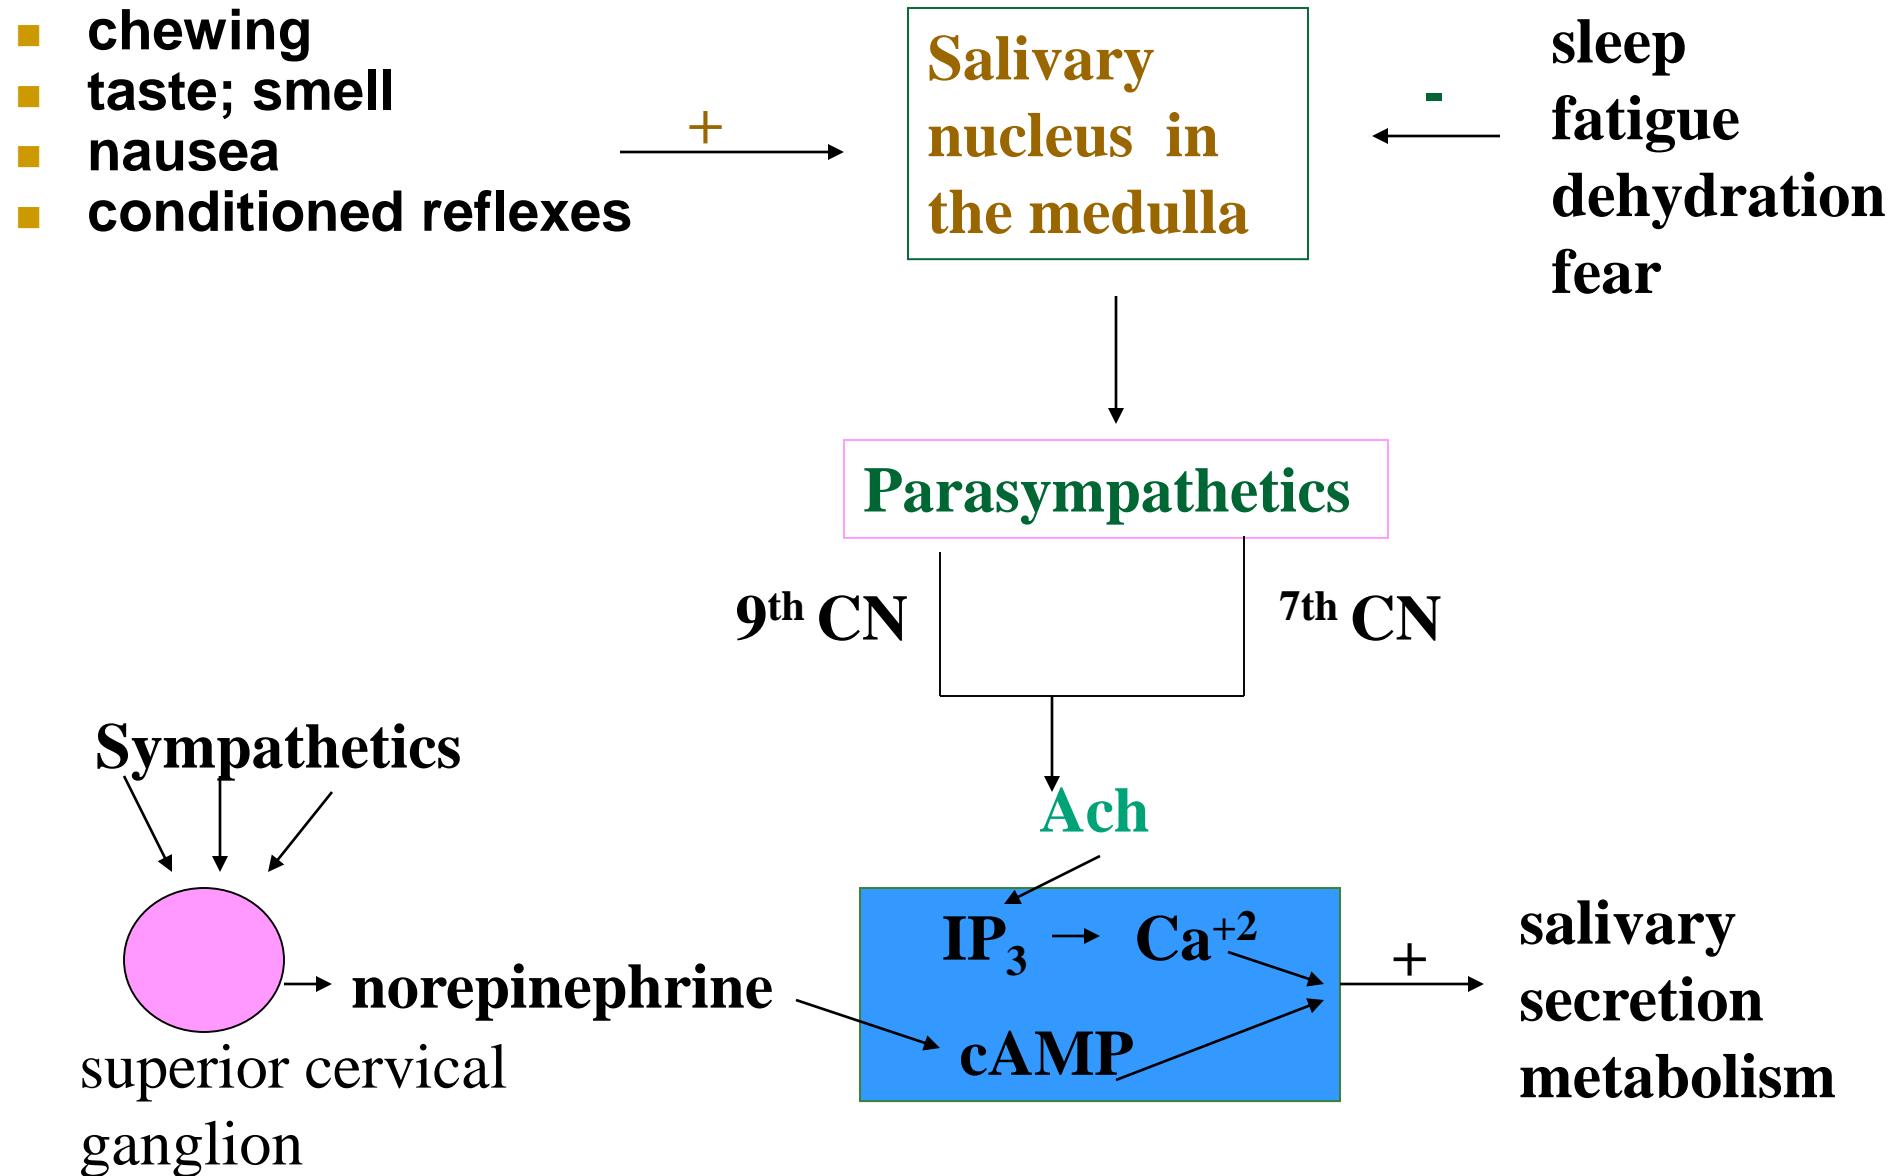 chewing
taste; smell
nausea
conditioned reflexes
+
Salivary
nucleus in
the medulla
-
sleep
fatigue
dehydration
fear
Parasympathetics
9th CN
7th CN
Sympathetics
Ach
IP3
Ca+2
norepinephrine
cAMP
+
salivary
secretion
metabolism
superior cervical
ganglion